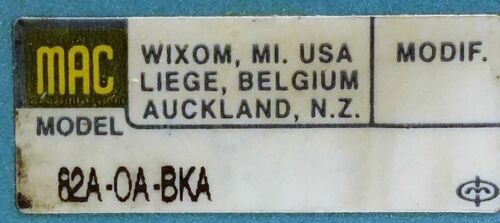 MAC
WIXOM, MI. USA
LIEGE, BELGIUM
AUCKLAND, N.Z.
MODIF.
MODEL
82A-OA-BKA